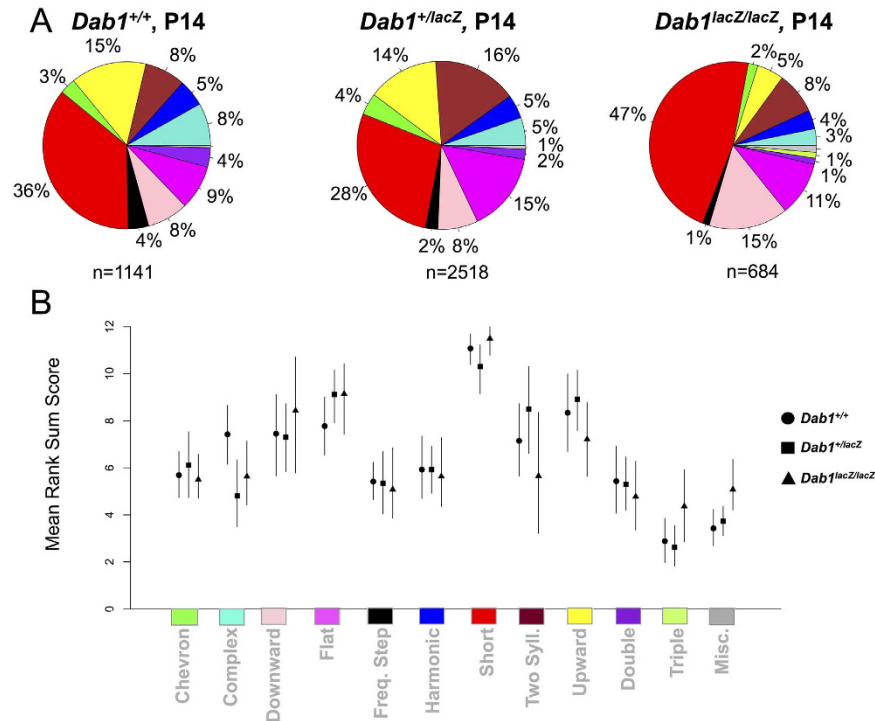 A
Dab1+/+, P14
Dab1+/lacZ, P14
Dab1lacZ/lacZ, P14
15%
8%
5%
8%
4%
9%
8%
4%
36%
3%
n=1141
14%
16%
5%
5%
1%
2%
15%
8%
2%
28%
4%
n=2518
2%
5%
8%
4%
3%
1%
1%
11%
15%
1%
47%
n=684
B
Mean Rank Sum Score
12
10
8
6
4
2
0
Dab1+/+
Dab1+/lacZ
Dab1lacZ/lacZ
Chevron
Complex
Downward
Flat
Freq. Step
Harmonic
Short
Two Syll.
Upward
Double
Triple
Misc.